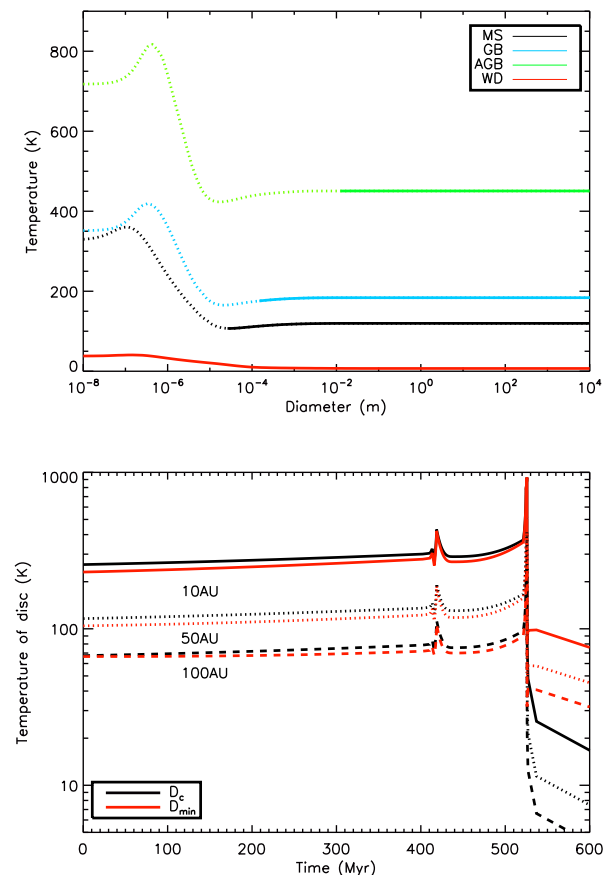 800
600
400
200
0
Temperature (K)
MS
GB
AGB
WD
10⁻⁸ 10⁻⁶ 10⁻⁴ 10⁻² 10⁰ 10² 10⁴
Diameter (m)
1000
100
10
Temperature of disc (K)
10AU
50AU
100AU
D_c
D_min
0 100 200 300 400 500 600
Time (Myr)